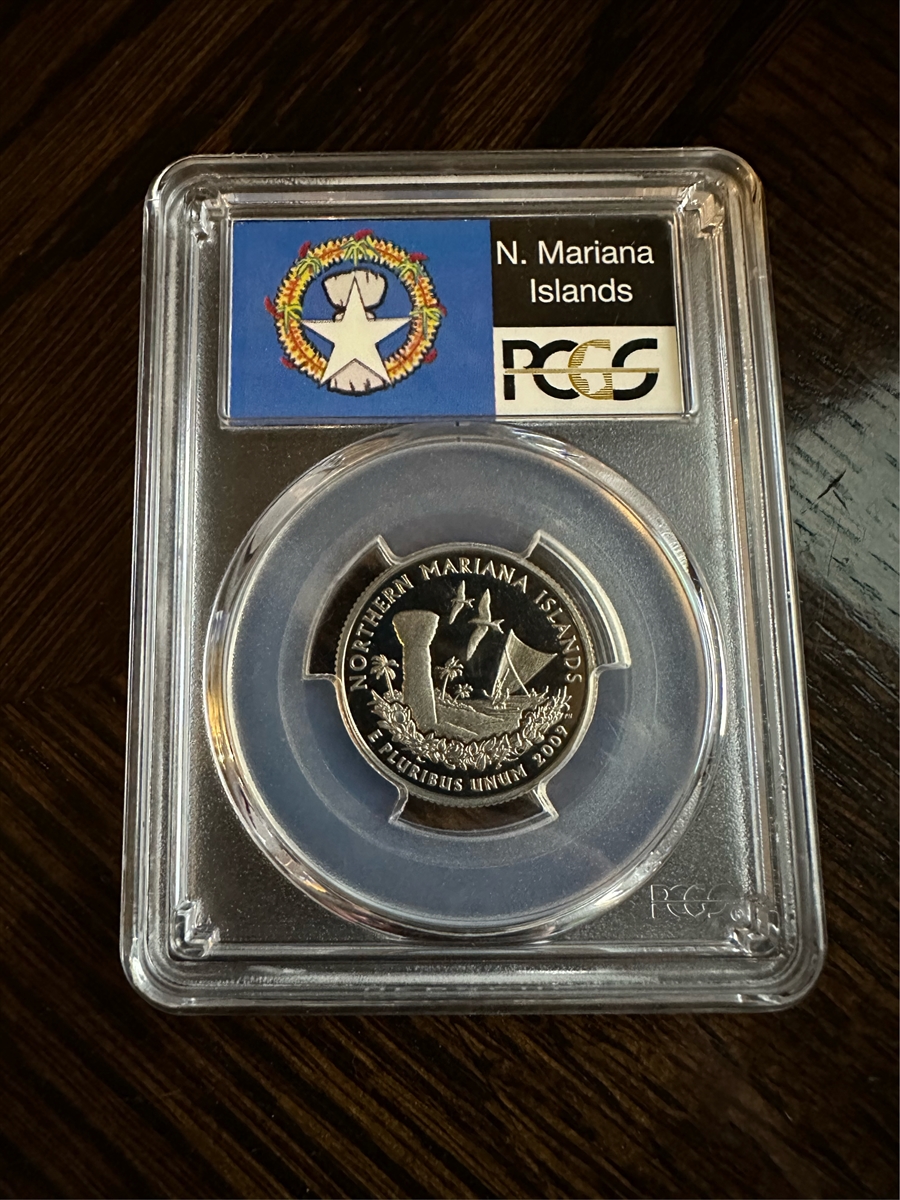 N. Mariana
Islands
PCGS
NORTHERN MARIANA ISLANDS
E PLURIBUS UNUM 2009
PCGS